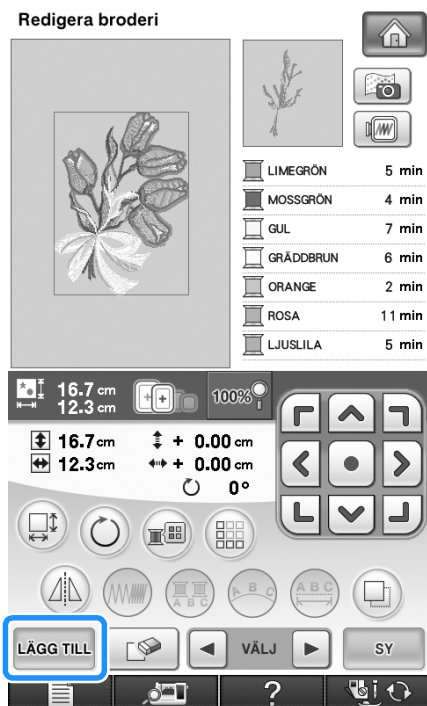 Redigera broderi
LIMEGRÖN 5 min
MOSSGRÖN 4 min
GUL 7 min
GRÄDDBRUN 6 min
ORANGE 2 min
ROSA 11 min
LJUSLILA 5 min
16.7 cm
12.3 cm
100%
16.7 cm + 0.00 cm
12.3 cm + 0.00 cm
0°
A B C
A B C
A B C
LÄGG TILL
VÄLJ
SY
?